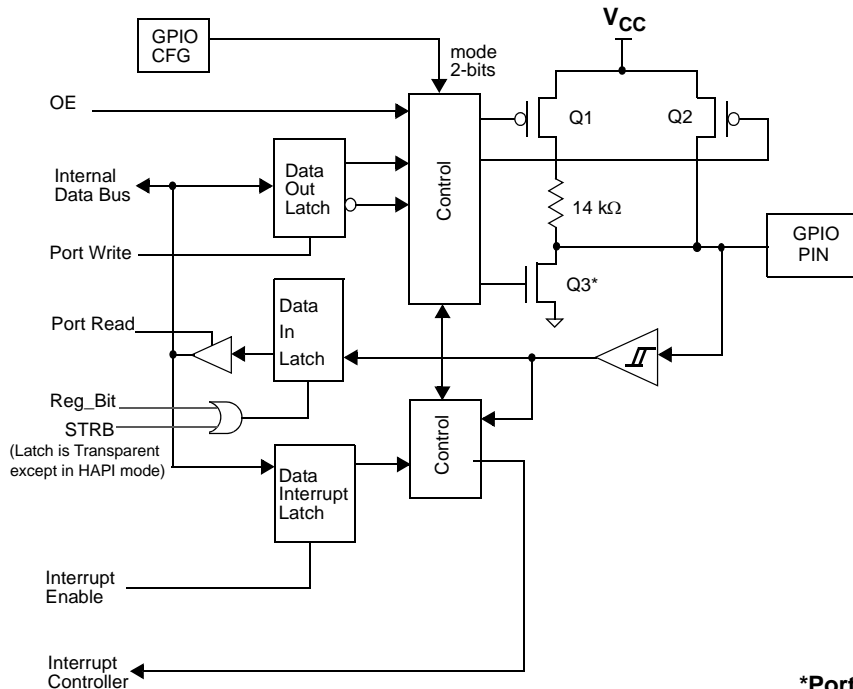 GPIO
CFG
mode
2-bits
V_CC
OE
Q1
Q2
Internal
Data Bus
Data
Out
Latch
Control
14 kΩ
GPIO
PIN
Port Write
Q3*
Data
In
Latch
Port Read
Reg_Bit
STRB
(Latch is Transparent
except in HAPI mode)
Control
Data
Interrupt
Latch
Interrupt
Enable
Interrupt
Controller
*Port